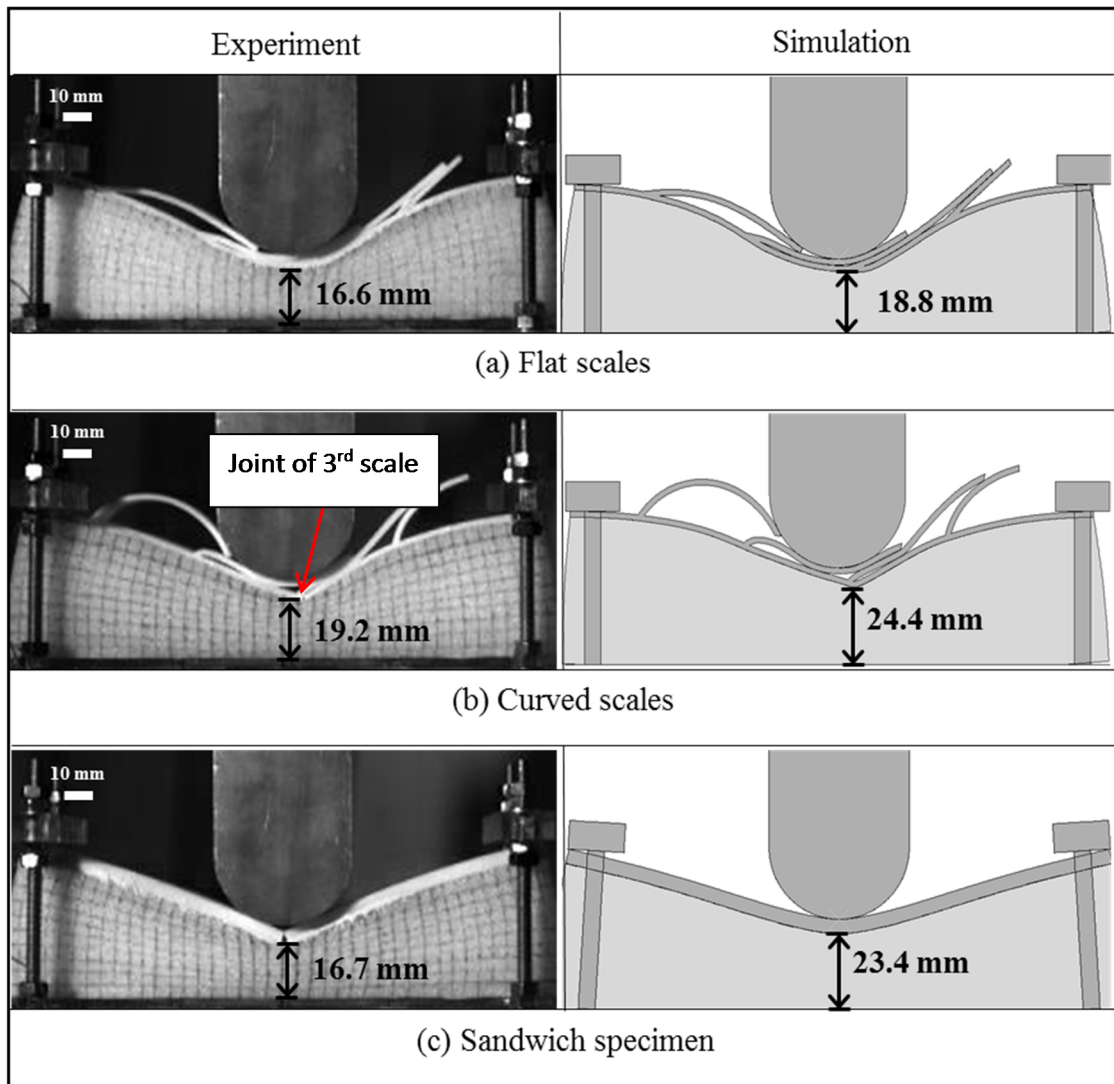 Experiment
Simulation
10 mm
16.6 mm
18.8 mm
(a) Flat scales
10 mm
Joint of 3rd scale
19.2 mm
24.4 mm
(b) Curved scales
10 mm
16.7 mm
23.4 mm
(c) Sandwich specimen